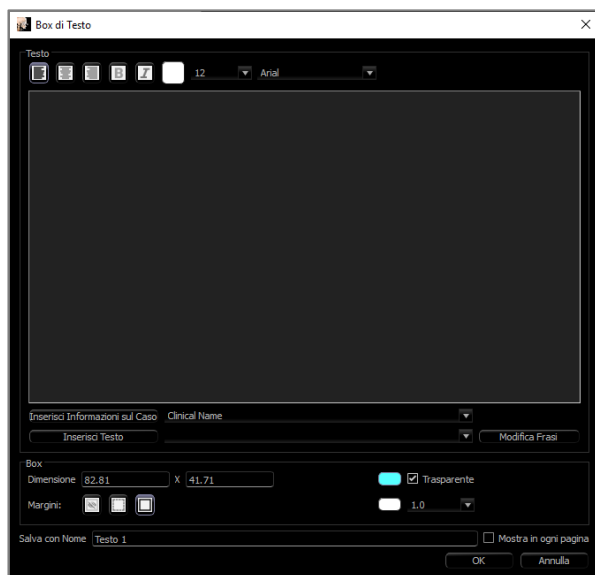 Box di Testo
Testo
B I 12 Arial
Inserisci Informazioni sul Caso Clinical Name
Inserisci Testo Modifica Frasi
Box
Dimensione 82.81 X 41.71 Trasparente
Margini: 1.0
Salva con Nome Testo 1 Mostra in ogni pagina
OK Annulla